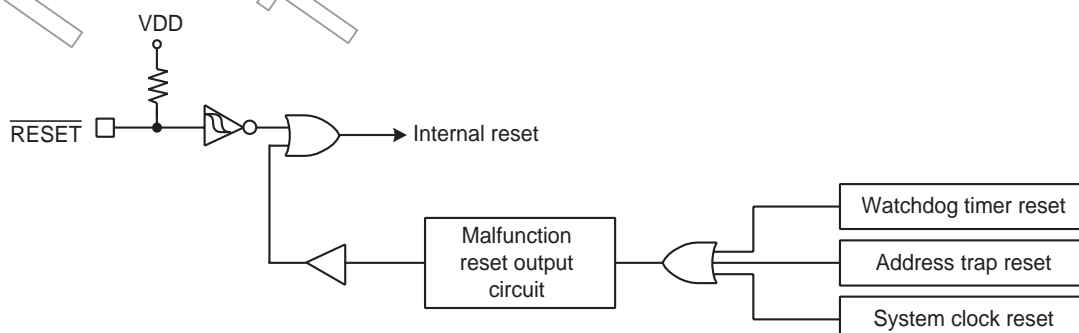 VDD
RESET
Internal reset
Watchdog timer reset
Malfunction
reset output
circuit
Address trap reset
System clock reset